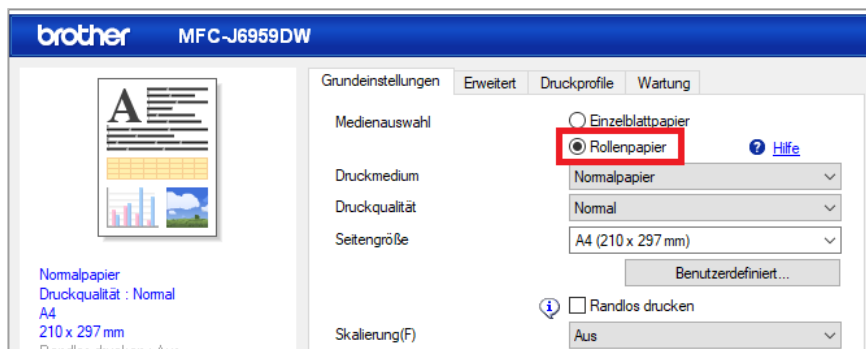 brother MFC-J6959DW
Grundeinstellungen Erweitert Druckprofile Wartung
A
Medienauswahl Einzelblattpapier
Rollenpapier ? Hilfe
Druckmedium Normalpapier
Druckqualität Normal
Seitengröße A4 (210 x 297 mm)
Benutzerdefiniert...
Randlos drucken
Skalierung(F) Aus
Normalpapier
Druckqualität : Normal
A4
210 x 297 mm